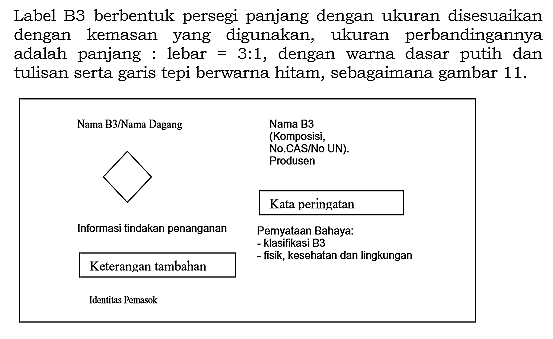 Label B3 berbentuk persegi panjang dengan ukuran disesuaikan
dengan kemasan yang digunakan, ukuran perbandingannya
adalah panjang : lebar = 3:1, dengan warna dasar putih dan
tulisan serta garis tepi berwarna hitam, sebagaimana gambar 11.
Nama B3/Nama Dagang
Informasi tindakan penanganan
Keterangan tambahan
Identitas Pemasok
Nama B3
(Komposisi,
No.CAS/No UN).
Produsen
Kata peringatan
Pernyataan Bahaya:
- klasifikasi B3
- fisik, kesehatan dan lingkungan